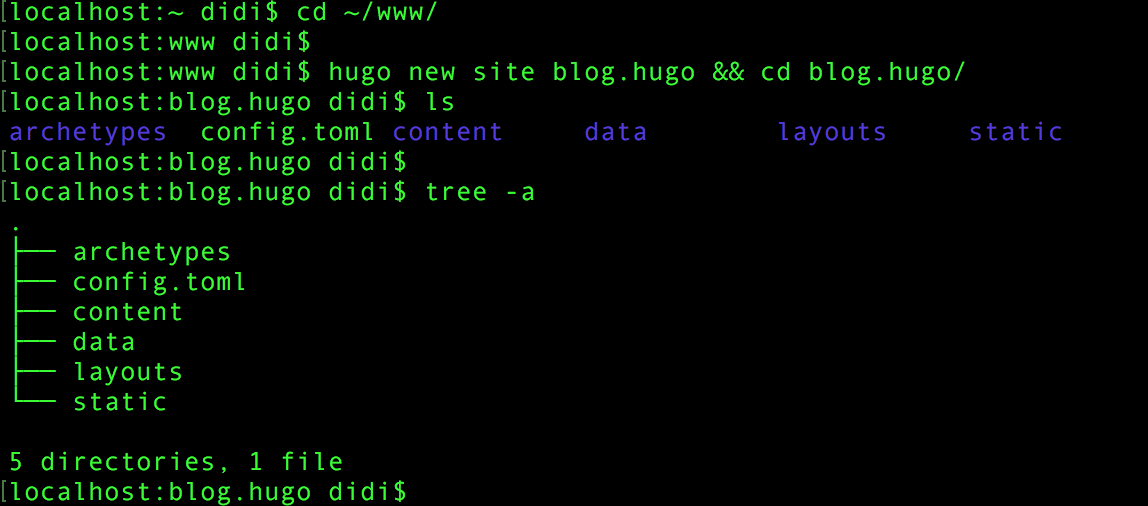 [localhost:~ didi$ cd ~/www/
[localhost:www didi$
[localhost:www didi$ hugo new site blog.hugo && cd blog.hugo/
[localhost:blog.hugo didi$ ls
archetypes  config.toml content     data        layouts     static
[localhost:blog.hugo didi$
[localhost:blog.hugo didi$ tree -a
.
├── archetypes
├── config.toml
├── content
├── data
├── layouts
└── static
5 directories, 1 file
[localhost:blog.hugo didi$